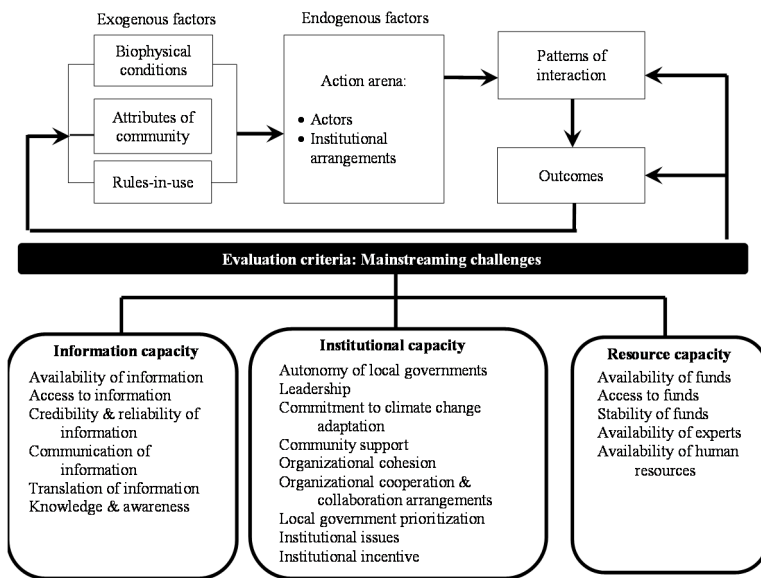 Exogenous factors
Endogenous factors
Biophysical
conditions
Attributes of
community
Rules-in-use
Action arena:
• Actors
• Institutional
arrangements
Patterns of
interaction
Outcomes
Evaluation criteria: Mainstreaming challenges
Information capacity
Availability of information
Access to information
Credibility & reliability of
information
Communication of
information
Translation of information
Knowledge & awareness
Institutional capacity
Autonomy of local governments
Leadership
Commitment to climate change
adaptation
Community support
Organizational cohesion
Organizational cooperation &
collaboration arrangements
Local government prioritization
Institutional issues
Institutional incentive
Resource capacity
Availability of funds
Access to funds
Stability of funds
Availability of experts
Availability of human
resources